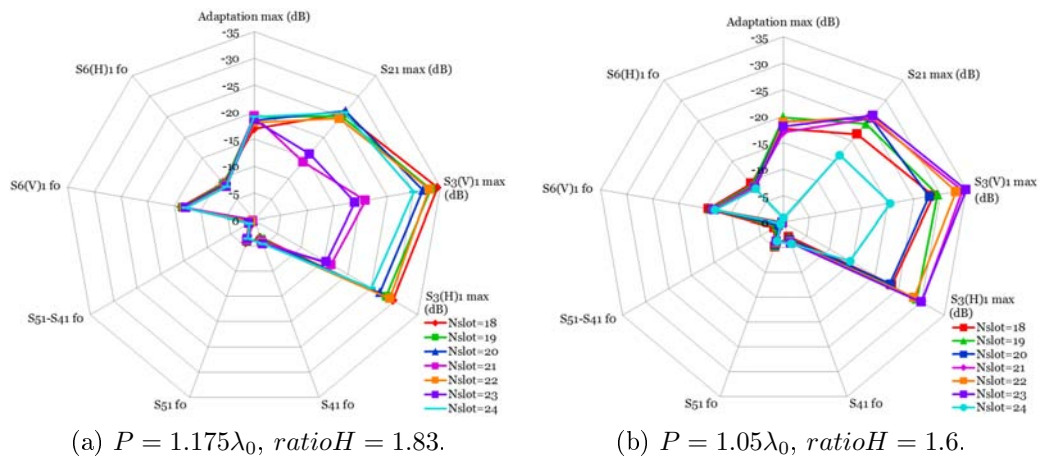 Adaptation max (dB)
-35
-30
-25
-20
-15
-10
-5
0
S21 max (dB)
S3(V)1 max
(dB)
S3(H)1 max
(dB)
S41 fo
S51 fo
S51-S41 fo
S6(V)1 fo
S6(H)1 fo
Nslot=18
Nslot=19
Nslot=20
Nslot=21
Nslot=22
Nslot=23
Nslot=24
(a) P = 1.175λ₀, ratioH = 1.83.
Adaptation max (dB)
-35
-30
-25
-20
-15
-10
-5
0
S21 max (dB)
S3(V)1 max
(dB)
S3(H)1 max
(dB)
S41 fo
S51 fo
S51-S41 fo
S6(V)1 fo
S6(H)1 fo
Nslot=18
Nslot=19
Nslot=20
Nslot=21
Nslot=22
Nslot=23
Nslot=24
(b) P = 1.05λ₀, ratioH = 1.6.